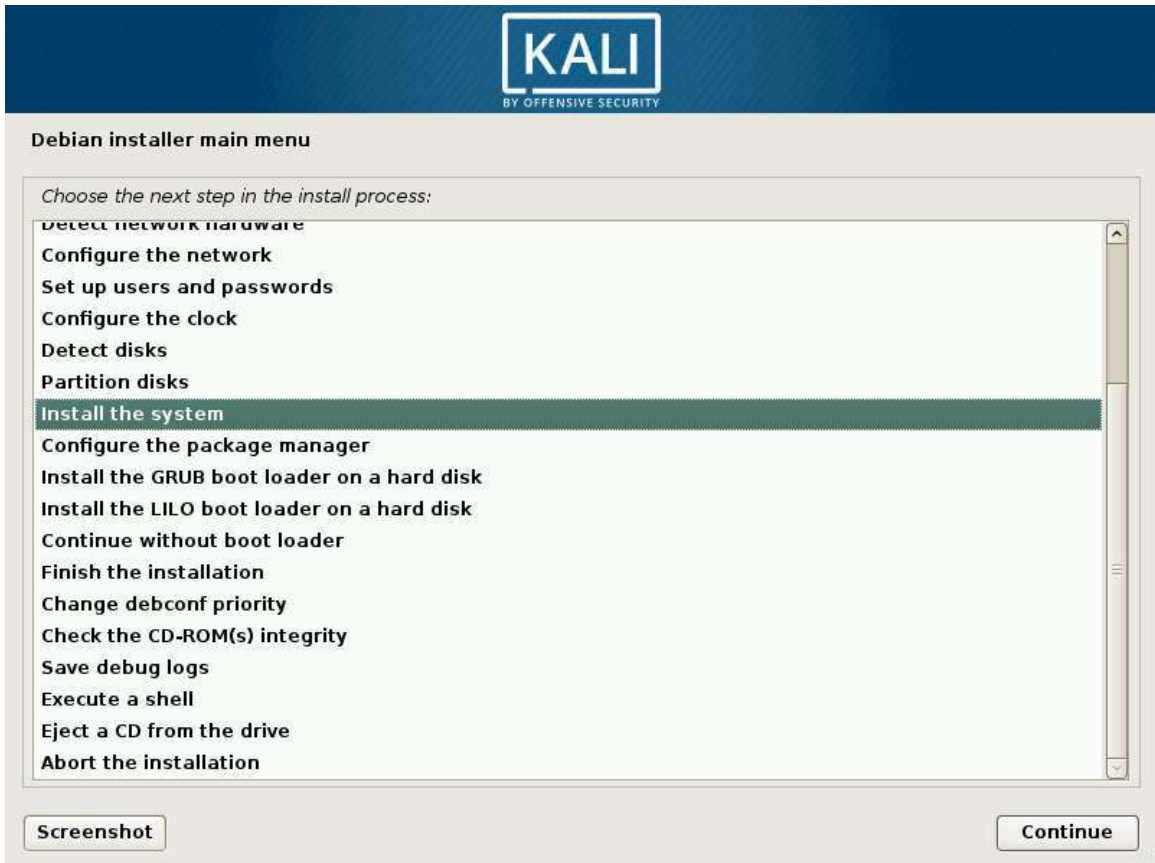 KALI
BY OFFENSIVE SECURITY
Debian installer main menu
Choose the next step in the install process:
Detect network hardware
Configure the network
Set up users and passwords
Configure the clock
Detect disks
Partition disks
Install the system
Configure the package manager
Install the GRUB boot loader on a hard disk
Install the LILO boot loader on a hard disk
Continue without boot loader
Finish the installation
Change debconf priority
Check the CD-ROM(s) integrity
Save debug logs
Execute a shell
Eject a CD from the drive
Abort the installation
Screenshot
Continue